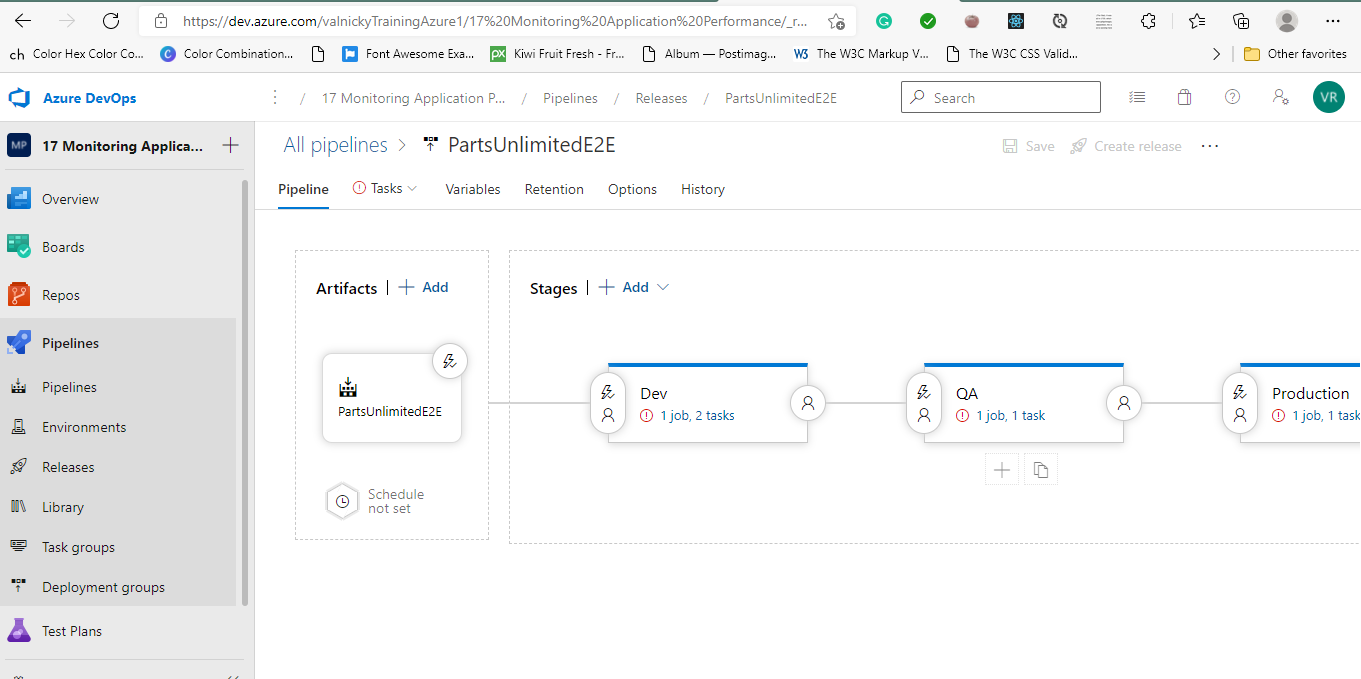 https://dev.azure.com/valnickyTrainingAzure1/17%20Monitoring%20Application%20Performance/_r...
ch Color Hex Color Co...
C Color Combination...
Font Awesome Exa...
px Kiwi Fruit Fresh - Fr...
Album — Postimag...
W3 The W3C Markup V...
The W3C CSS Valid...
Other favorites
Azure DevOps
/ 17 Monitoring Application P... / Pipelines / Releases / PartsUnlimitedE2E
Search
VR
MP 17 Monitoring Applica...
All pipelines > PartsUnlimitedE2E
Save
Create release
Pipeline
Tasks
Variables
Retention
Options
History
Overview
Boards
Repos
Pipelines
Pipelines
Environments
Releases
Library
Task groups
Deployment groups
Test Plans
Artifacts | + Add
PartsUnlimitedE2E
Schedule
not set
Stages | + Add
Dev
1 job, 2 tasks
QA
1 job, 1 task
Production
1 job, 1 task